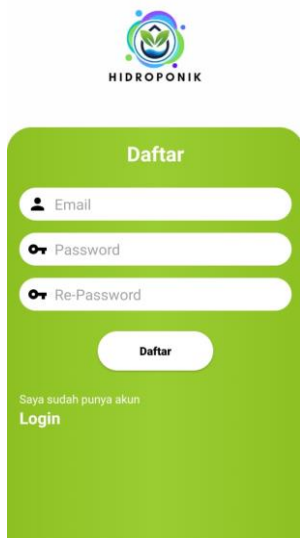 HIDROPONIK
Daftar
Email
Password
Re-Password
Daftar
Saya sudah punya akun
Login